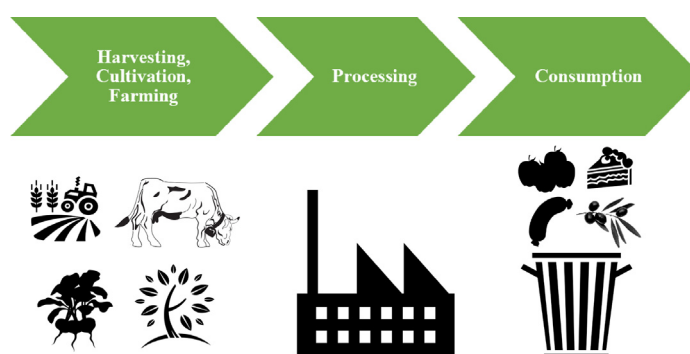 Harvesting,
Cultivation,
Farming
Processing
Consumption